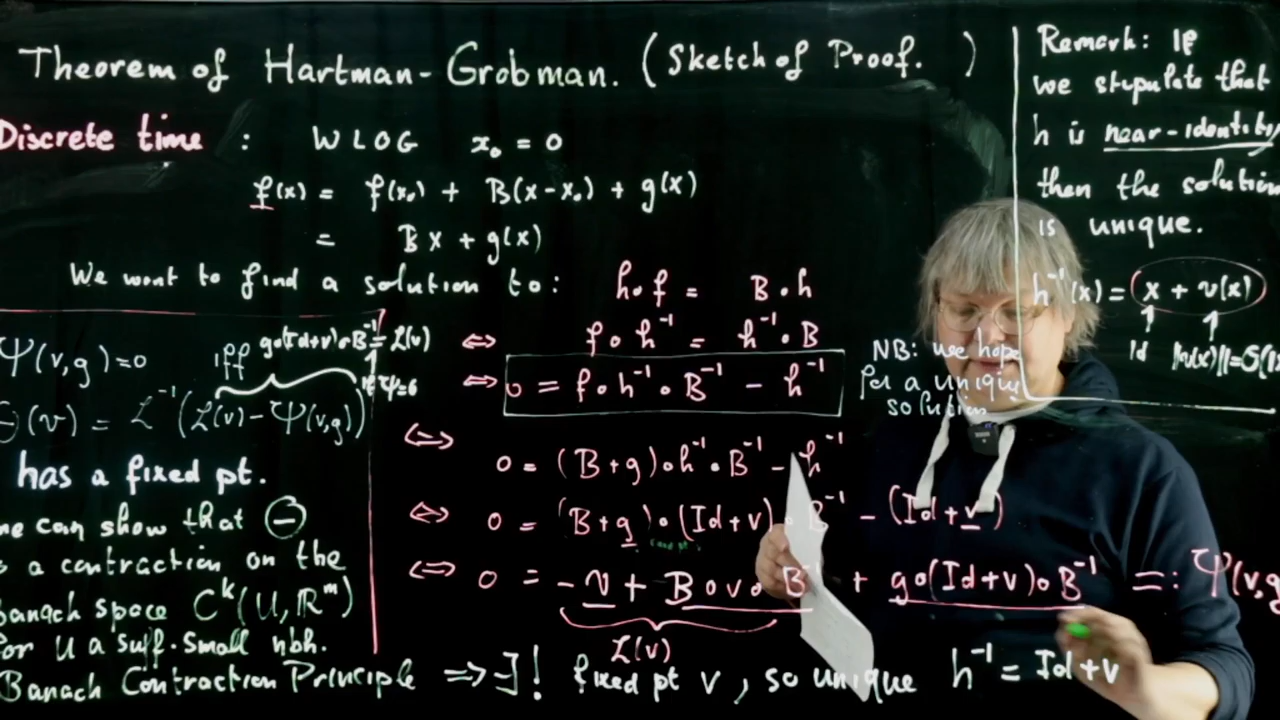 Theorem of Hartman-Grobman. (Sketch of Proof. )
Discrete time : WLOG x₀ = 0
f(x) = f(x₀) + B(x-x₀) + g(x)
= Bx + g(x)
We want to find a solution to: h∘f = B∘h
⇔ f∘h⁻¹ = h⁻¹∘B
⇔ 0 = f∘h⁻¹∘B⁻¹ - h⁻¹
⇔ 0 = (B+g)∘h⁻¹∘B⁻¹ - h⁻¹
⇔ 0 = (B+g)∘(Id+v)∘B⁻¹ - (Id+v)
⇔ 0 = -v + B∘v∘B⁻¹ + g∘(Id+v)∘B⁻¹ =: Ψ(v,g
L(v)
NB: we hope
for a unique
solution
Remark: If
we stipulate that
h is near-identity
then the solution
is unique.
h⁻¹(x) = x + v(x)
↑ ↑
Id
Ψ(v,g)=0 iff g∘(Id+v)∘B⁻¹ = L(v)
if Ψ=0
Θ(v) = L⁻¹(L(v)-Ψ(v,g))
has a fixed pt.
one can show that Θ
is a contraction on the
Banach space Cᵏ(U,ℝᵐ)
for U a suff. small nbh.
Banach Contraction Principle ⇒ ∃! fixed pt v, so unique h⁻¹ = Id+v